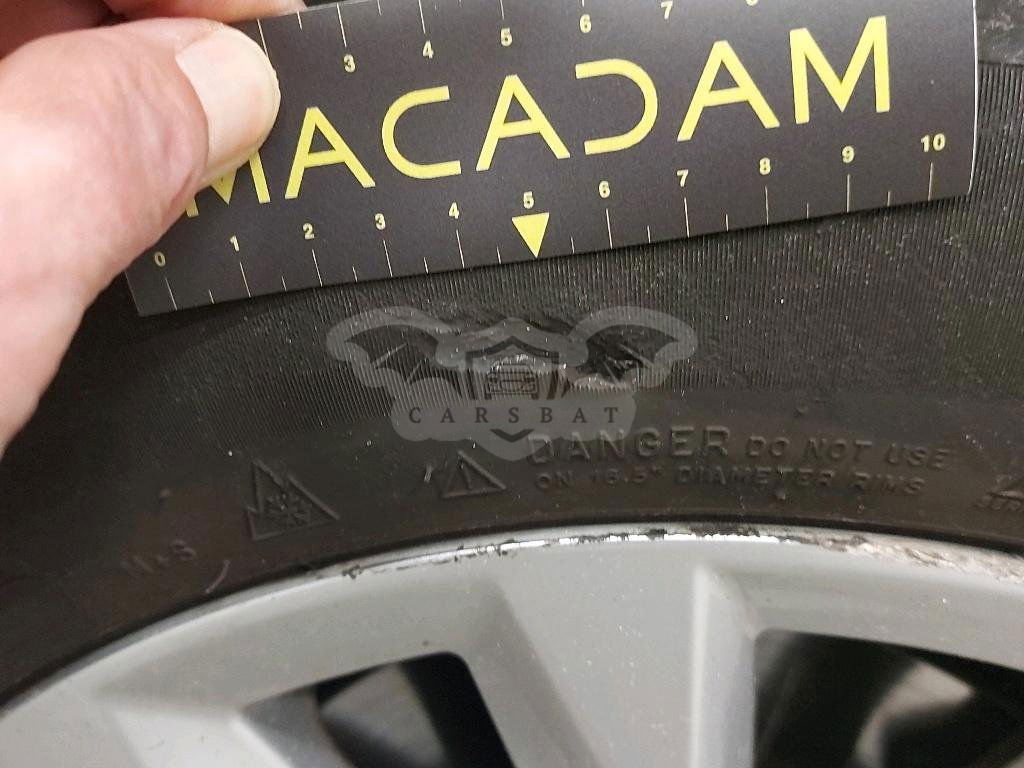 3 4 5 6 7
MACADAM
0 1 2 3 4 5 6 7 8 9 10
CARSBAT
DANGER DO NOT USE
ON 16.5" DIAMETER RIMS
M+S